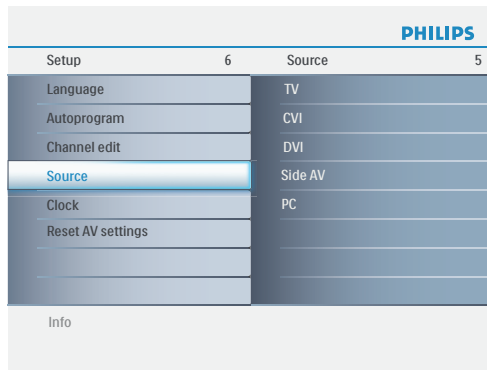 PHILIPS
Setup 6 Source 5
Language TV
Autoprogram CVI
Channel edit DVI
Source Side AV
Clock PC
Reset AV settings
Info